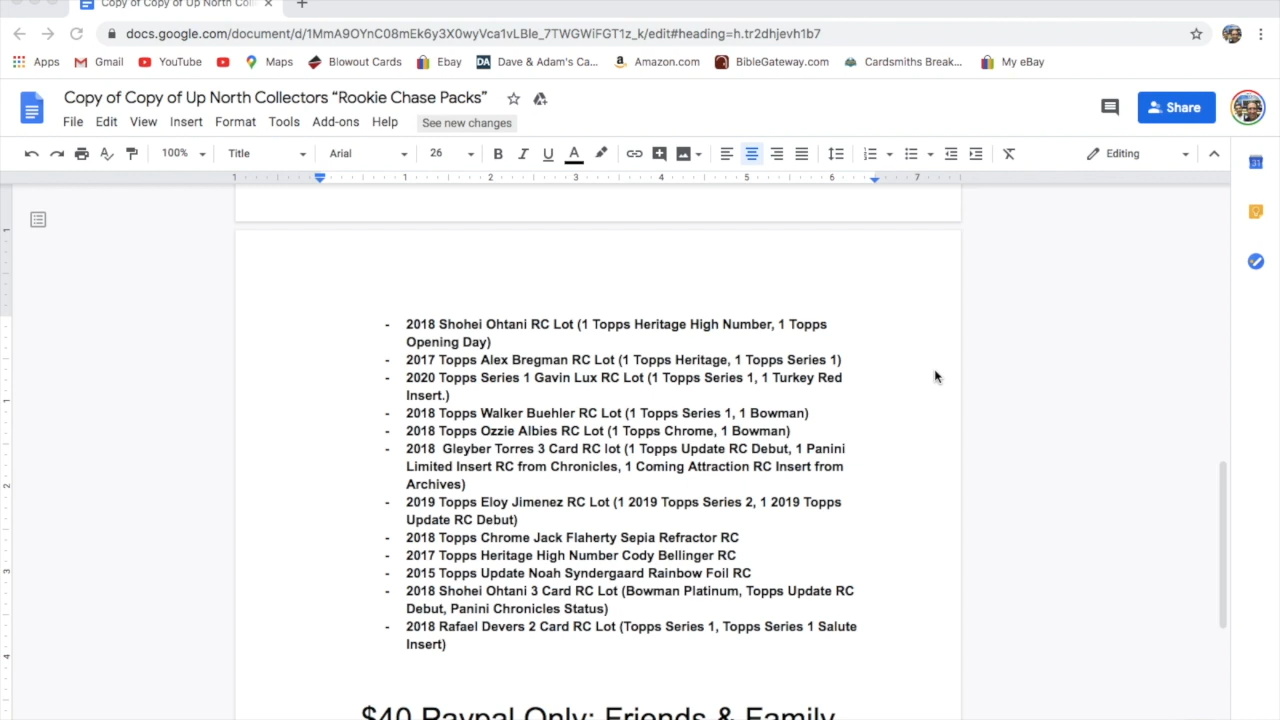 Copy of Copy of Up North Coll
docs.google.com/document/d/1MmA9OYnC08mEk6y3X0wyVca1vLBIe_7TWGWiFGT1z_k/edit#heading=h.tr2dhjevh1b7
Apps Gmail YouTube Maps Blowout Cards Ebay DA Dave & Adam's Ca... Amazon.com BibleGateway.com Cardsmiths Break... My eBay
Copy of Copy of Up North Collectors “Rookie Chase Packs”
Share
File Edit View Insert Format Tools Add-ons Help See new changes
100% Title Arial 26 B I U A Editing
1 1 2 3 4 5 6 7
31
- 2018 Shohei Ohtani RC Lot (1 Topps Heritage High Number, 1 Topps
Opening Day)
- 2017 Topps Alex Bregman RC Lot (1 Topps Heritage, 1 Topps Series 1)
- 2020 Topps Series 1 Gavin Lux RC Lot (1 Topps Series 1, 1 Turkey Red
Insert.)
- 2018 Topps Walker Buehler RC Lot (1 Topps Series 1, 1 Bowman)
- 2018 Topps Ozzie Albies RC Lot (1 Topps Chrome, 1 Bowman)
- 2018 Gleyber Torres 3 Card RC lot (1 Topps Update RC Debut, 1 Panini
Limited Insert RC from Chronicles, 1 Coming Attraction RC Insert from
Archives)
- 2019 Topps Eloy Jimenez RC Lot (1 2019 Topps Series 2, 1 2019 Topps
Update RC Debut)
- 2018 Topps Chrome Jack Flaherty Sepia Refractor RC
- 2017 Topps Heritage High Number Cody Bellinger RC
- 2015 Topps Update Noah Syndergaard Rainbow Foil RC
- 2018 Shohei Ohtani 3 Card RC Lot (Bowman Platinum, Topps Update RC
Debut, Panini Chronicles Status)
- 2018 Rafael Devers 2 Card RC Lot (Topps Series 1, Topps Series 1 Salute
Insert)
$40 Paypal Only: Friends & Family